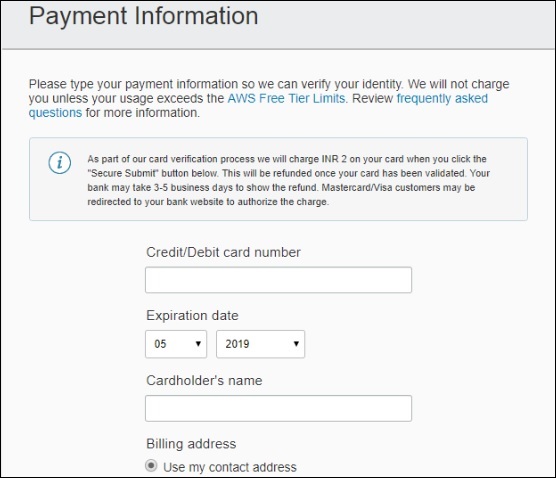 Payment Information
Please type your payment information so we can verify your identity. We will not charge
you unless your usage exceeds the AWS Free Tier Limits. Review frequently asked
questions for more information.
As part of our card verification process we will charge INR 2 on your card when you click the
"Secure Submit" button below. This will be refunded once your card has been validated. Your
bank may take 3-5 business days to show the refund. Mastercard/Visa customers may be
redirected to your bank website to authorize the charge.
Credit/Debit card number
Expiration date
05 2019
Cardholder's name
Billing address
Use my contact address